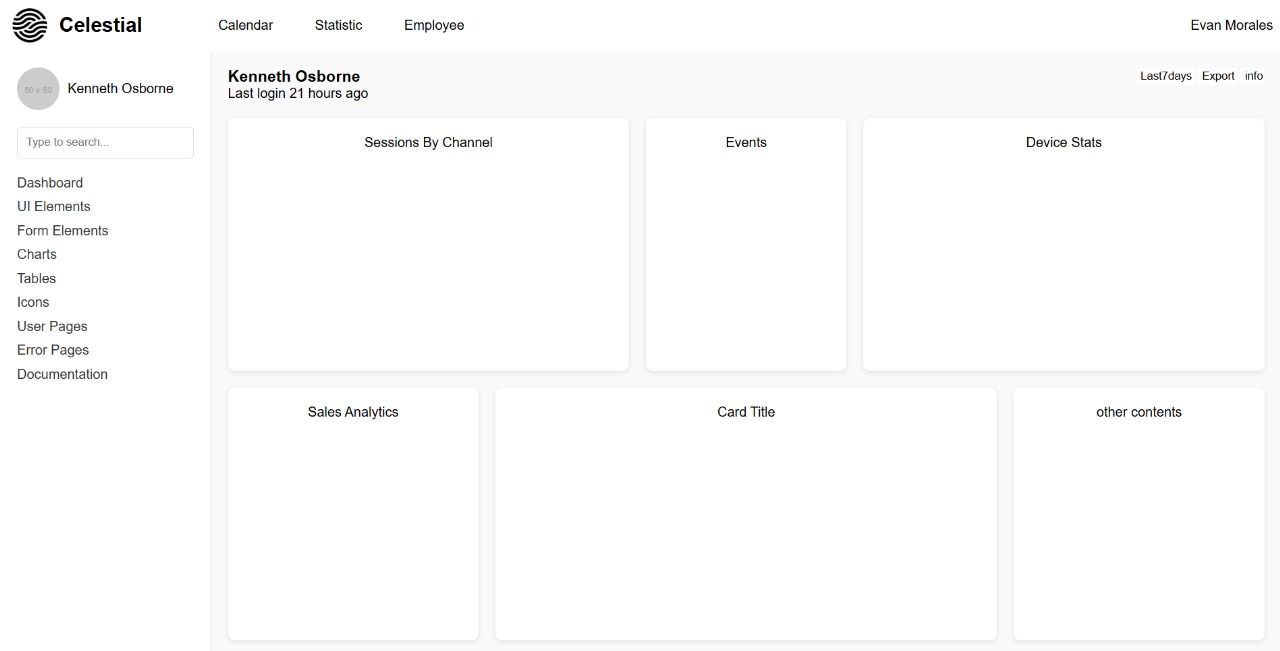 Celestial
Calendar
Statistic
Employee
Evan Morales
50 x 50
Kenneth Osborne
Type to search...
Dashboard
UI Elements
Form Elements
Charts
Tables
Icons
User Pages
Error Pages
Documentation
Kenneth Osborne
Last login 21 hours ago
Last7days
Export
info
Sessions By Channel
Events
Device Stats
Sales Analytics
Card Title
other contents